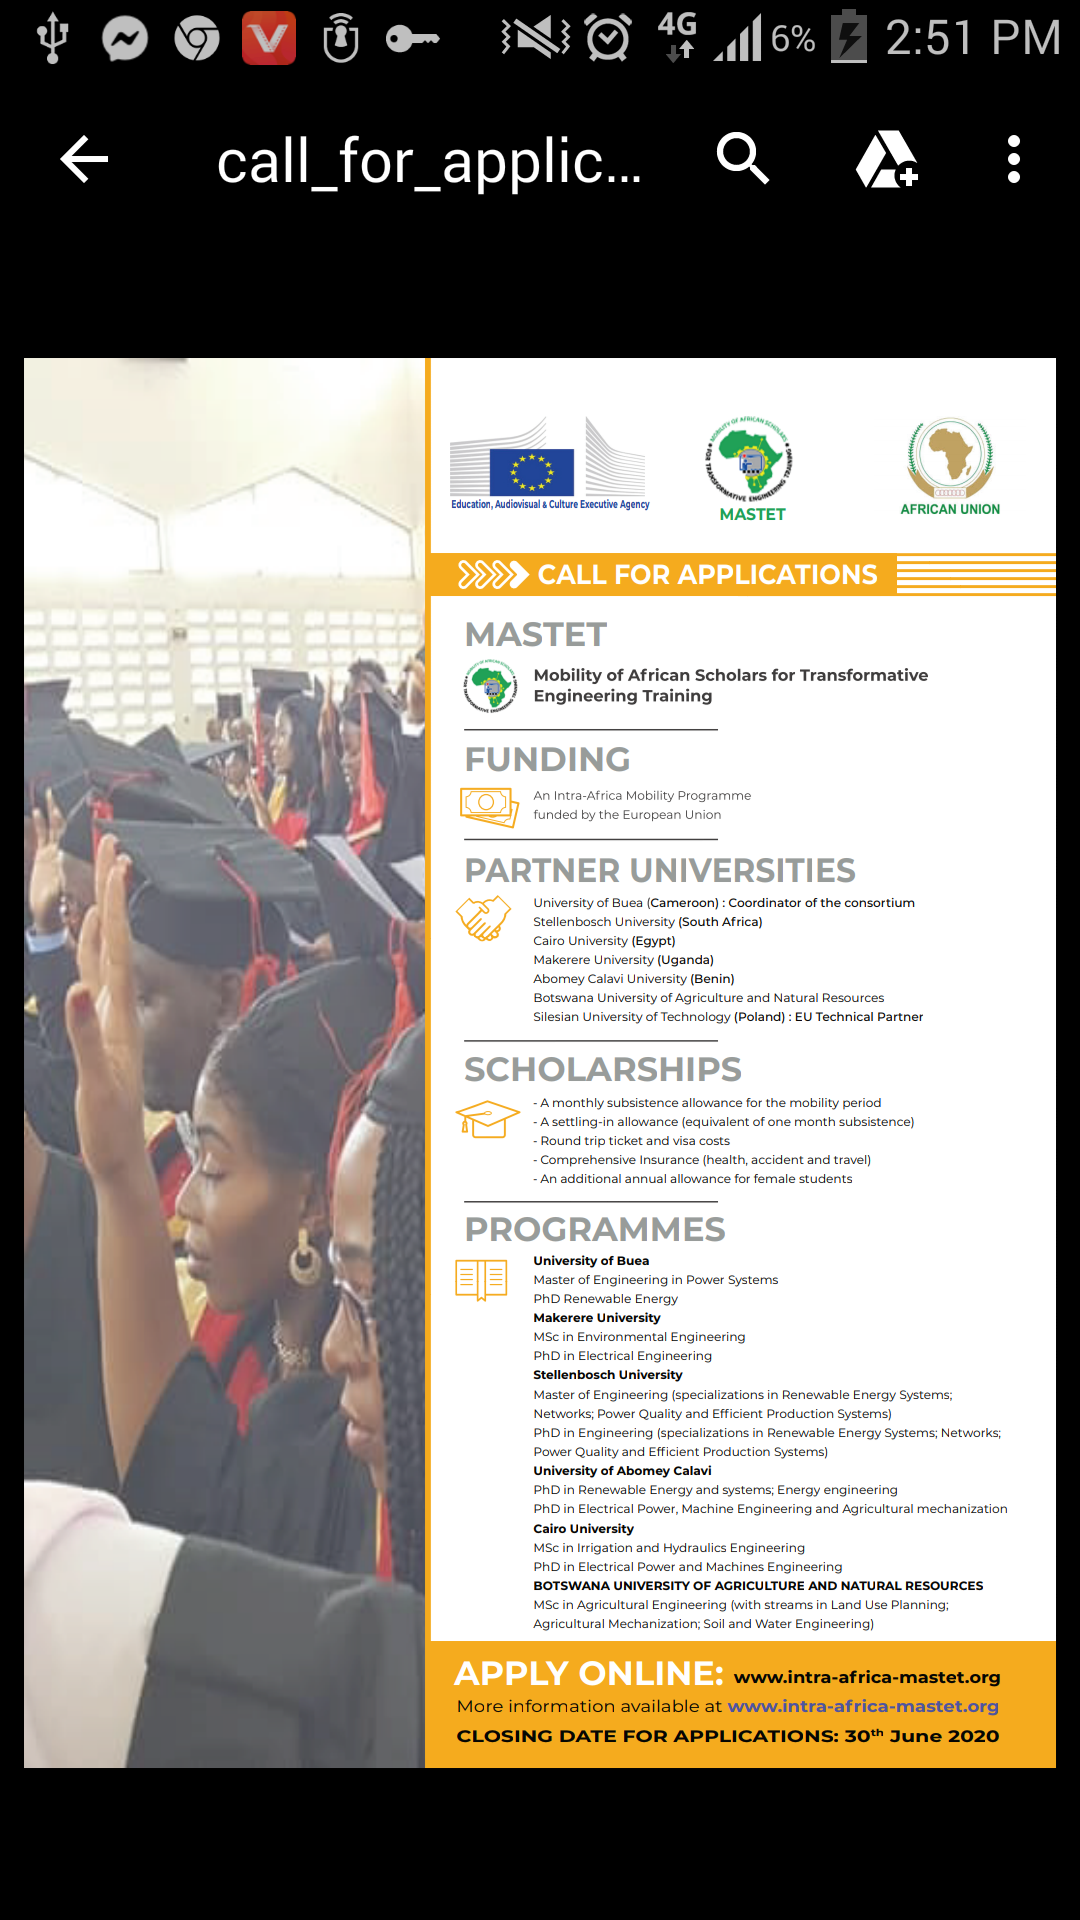 6% 2:51 PM
4G
call_for_applic...
Education, Audiovisual & Culture Executive Agency
MOBILITY OF AFRICAN SCHOLARS
FOR TRANSFORMATIVE ENGINEERING TRAINING
MASTET
AFRICAN UNION
CALL FOR APPLICATIONS
MASTET
Mobility of African Scholars for Transformative
Engineering Training
FUNDING
An Intra-Africa Mobility Programme
funded by the European Union
PARTNER UNIVERSITIES
University of Buea (Cameroon) : Coordinator of the consortium
Stellenbosch University (South Africa)
Cairo University (Egypt)
Makerere University (Uganda)
Abomey Calavi University (Benin)
Botswana University of Agriculture and Natural Resources
Silesian University of Technology (Poland) : EU Technical Partner
SCHOLARSHIPS
- A monthly subsistence allowance for the mobility period
- A settling-in allowance (equivalent of one month subsistence)
- Round trip ticket and visa costs
- Comprehensive Insurance (health, accident and travel)
- An additional annual allowance for female students
PROGRAMMES
University of Buea
Master of Engineering in Power Systems
PhD Renewable Energy
Makerere University
MSc in Environmental Engineering
PhD in Electrical Engineering
Stellenbosch University
Master of Engineering (specializations in Renewable Energy Systems;
Networks; Power Quality and Efficient Production Systems)
PhD in Engineering (specializations in Renewable Energy Systems; Networks;
Power Quality and Efficient Production Systems)
University of Abomey Calavi
PhD in Renewable Energy and systems; Energy engineering
PhD in Electrical Power, Machine Engineering and Agricultural mechanization
Cairo University
MSc in Irrigation and Hydraulics Engineering
PhD in Electrical Power and Machines Engineering
BOTSWANA UNIVERSITY OF AGRICULTURE AND NATURAL RESOURCES
MSc in Agricultural Engineering (with streams in Land Use Planning;
Agricultural Mechanization; Soil and Water Engineering)
APPLY ONLINE: www.intra-africa-mastet.org
More information available at www.intra-africa-mastet.org
CLOSING DATE FOR APPLICATIONS: 30th June 2020